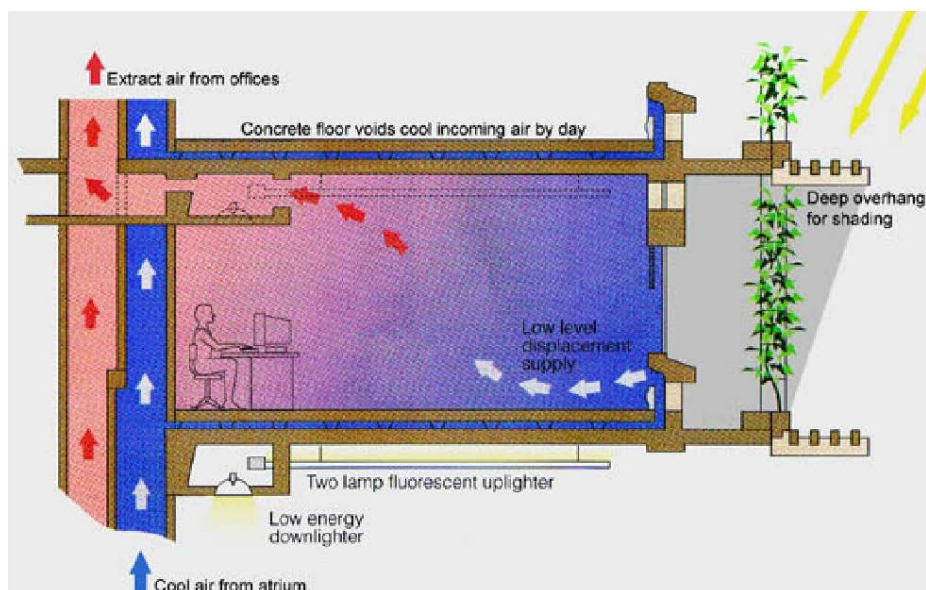 Extract air from offices
Concrete floor voids cool incoming air by day
Deep overhang
for shading
Low level
displacement
supply
Two lamp fluorescent uplighter
Low energy
downlighter
Cool air from atrium